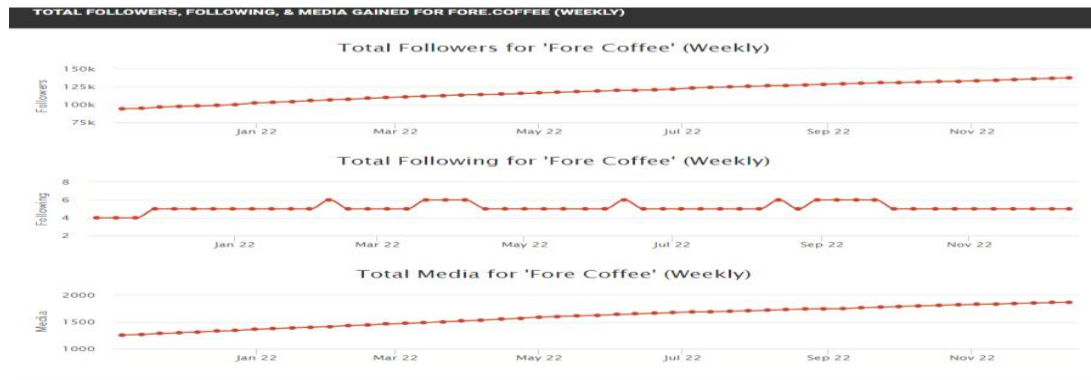 TOTAL FOLLOWERS, FOLLOWING, & MEDIA GAINED FOR FORE.COFFEE (WEEKLY)
Total Followers for 'Fore Coffee' (Weekly)
150k
125k
100k
75k
Followers
Jan 22 Mar 22 May 22 Jul 22 Sep 22 Nov 22
Total Following for 'Fore Coffee' (Weekly)
8
6
4
2
Following
Jan 22 Mar 22 May 22 Jul 22 Sep 22 Nov 22
Total Media for 'Fore Coffee' (Weekly)
2000
1500
1000
Media
Jan 22 Mar 22 May 22 Jul 22 Sep 22 Nov 22